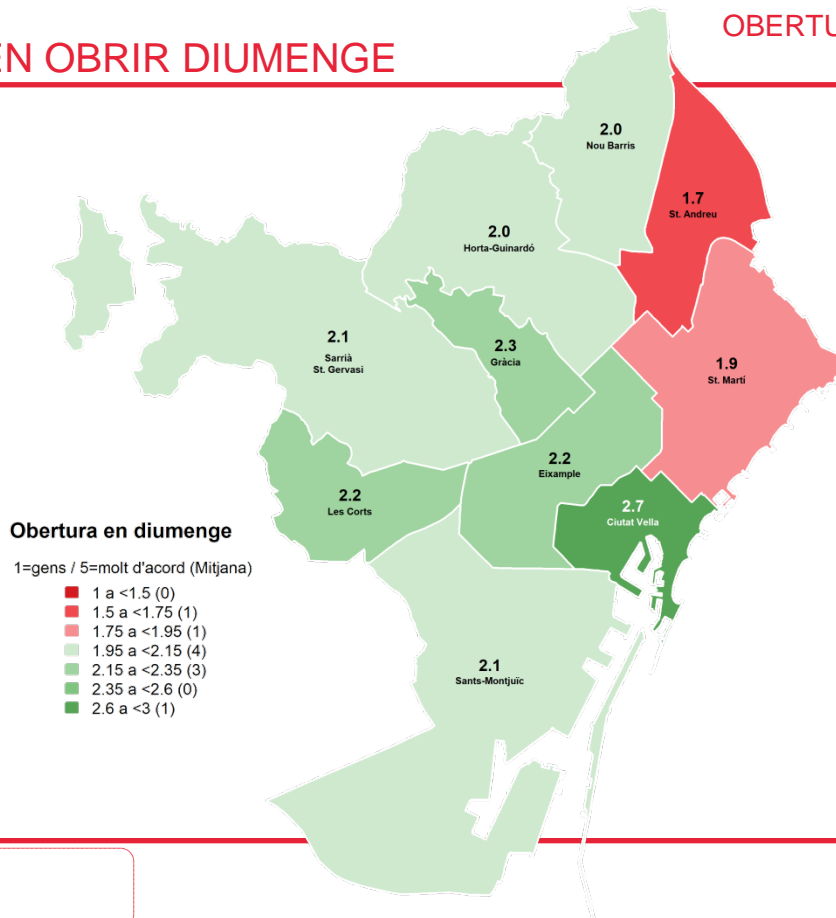 OBERTU
EN OBRIR DIUMENGE
2.0
Nou Barris
1.7
St. Andreu
2.0
Horta-Guinardó
2.1
Sarrià
St. Gervasi
2.3
Gràcia
1.9
St. Martí
2.2
Eixample
2.2
Les Corts
2.7
Ciutat Vella
2.1
Sants-Montjuïc
Obertura en diumenge
1=gens / 5=molt d'acord (Mitjana)
1 a <1.5 (0)
1.5 a <1.75 (1)
1.75 a <1.95 (1)
1.95 a <2.15 (4)
2.15 a <2.35 (3)
2.35 a <2.6 (0)
2.6 a <3 (1)